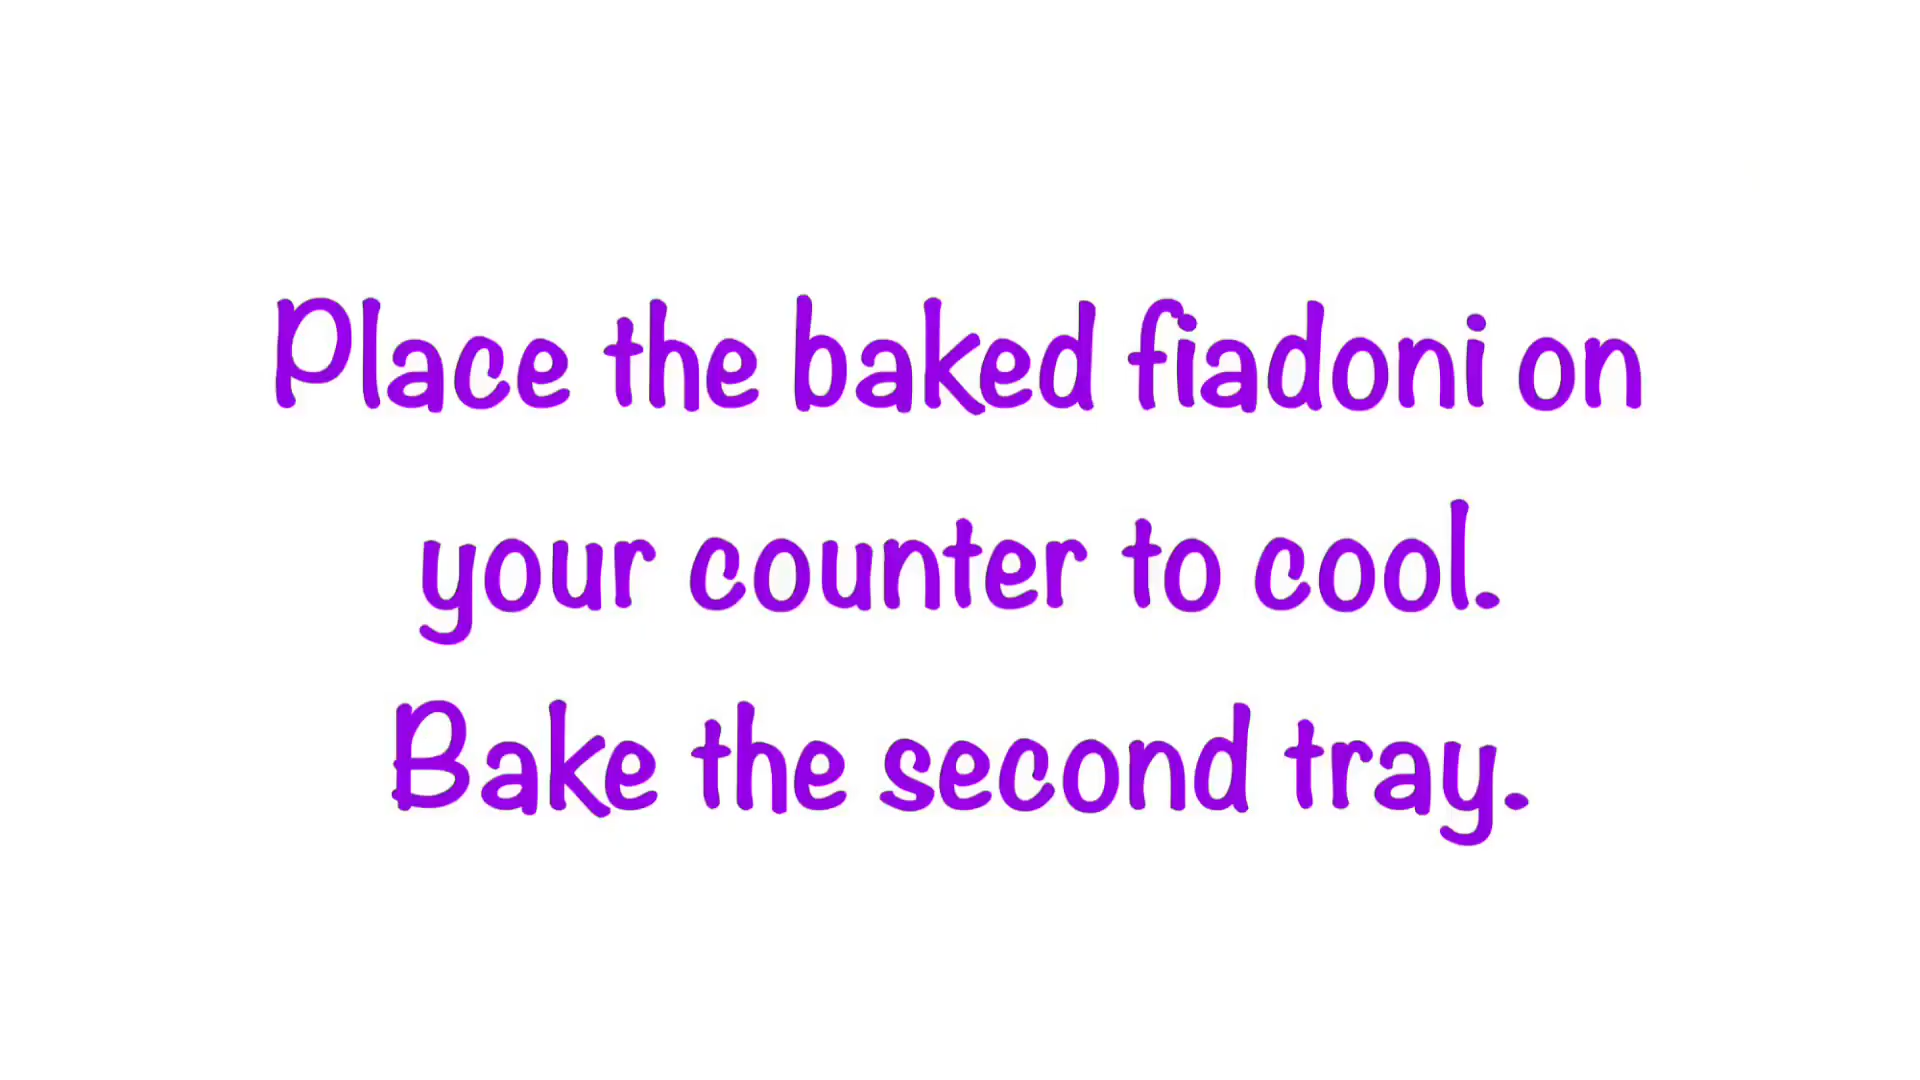 Place the baked fiadoni on
your counter to cool.
Bake the second tray.